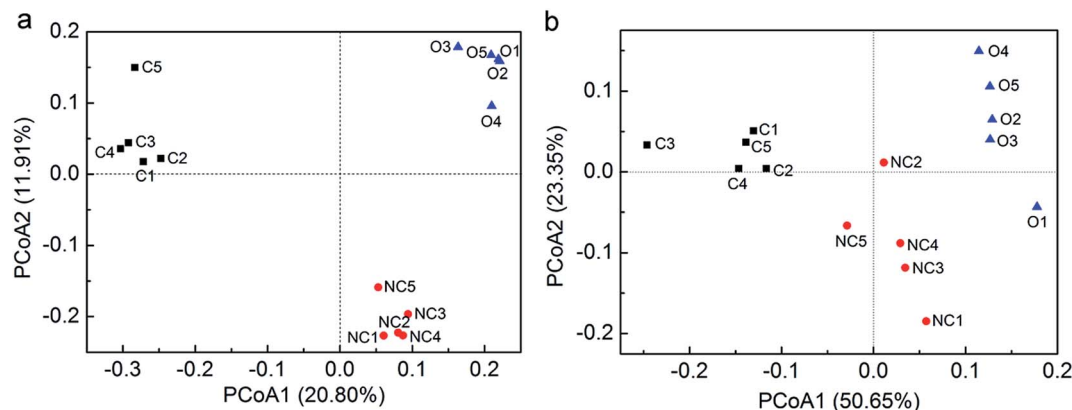 a
0.2
0.1
0.0
-0.1
-0.2
PCoA2 (11.91%)
O3
O5
O1
O2
O4
C5
C3
C4
C2
C1
NC5
NC3
NC2
NC1
NC4
-0.3
-0.2
-0.1
0.0
0.1
0.2
PCoA1 (20.80%)
b
0.1
0.0
-0.1
-0.2
PCoA2 (23.35%)
O4
O5
O2
O3
O1
C1
C3
C5
C4
C2
NC2
NC5
NC4
NC3
NC1
-0.2
-0.1
0.0
0.1
0.2
PCoA1 (50.65%)